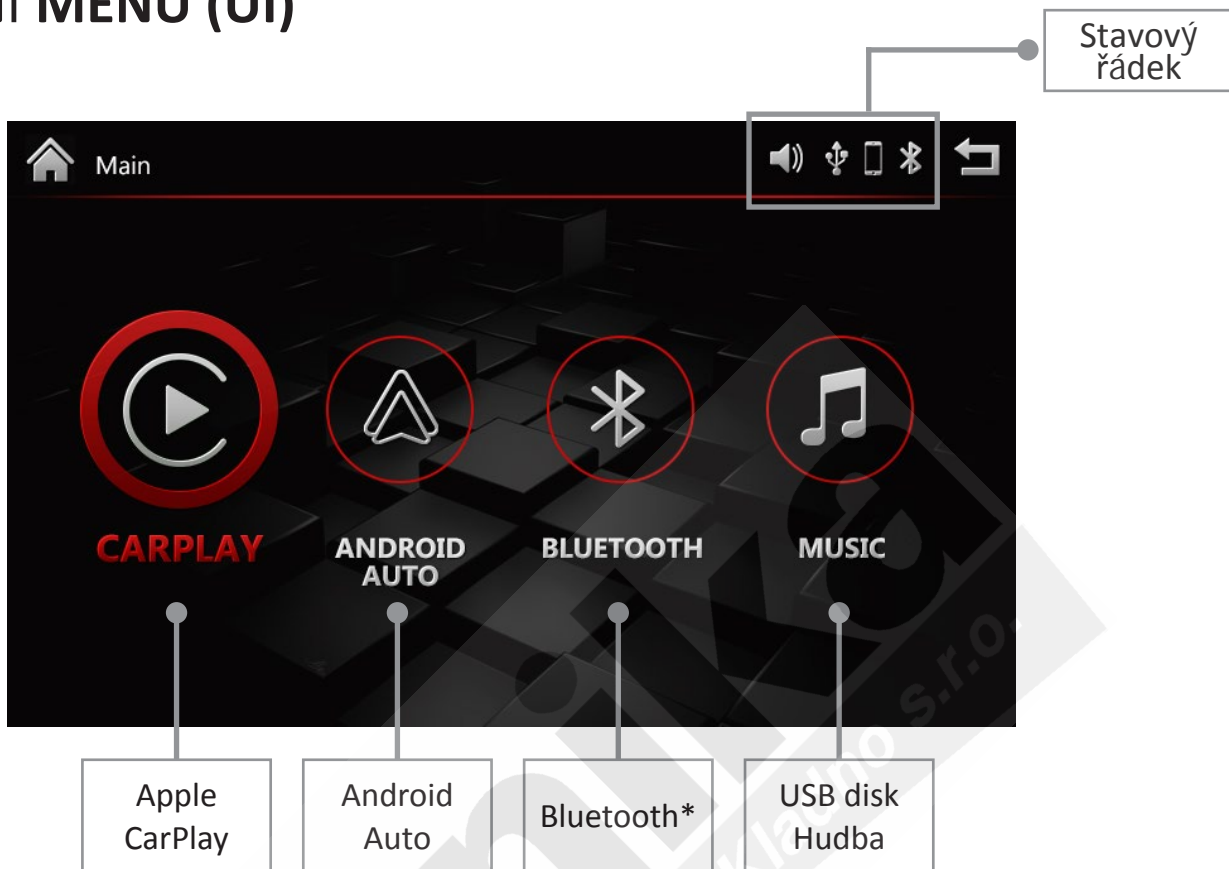 MENU (UI)
Stavový
řádek
Main
CARPLAY
ANDROID
AUTO
BLUETOOTH
MUSIC
Apple
CarPlay
Android
Auto
Bluetooth*
USB disk
Hudba
s.r.o.